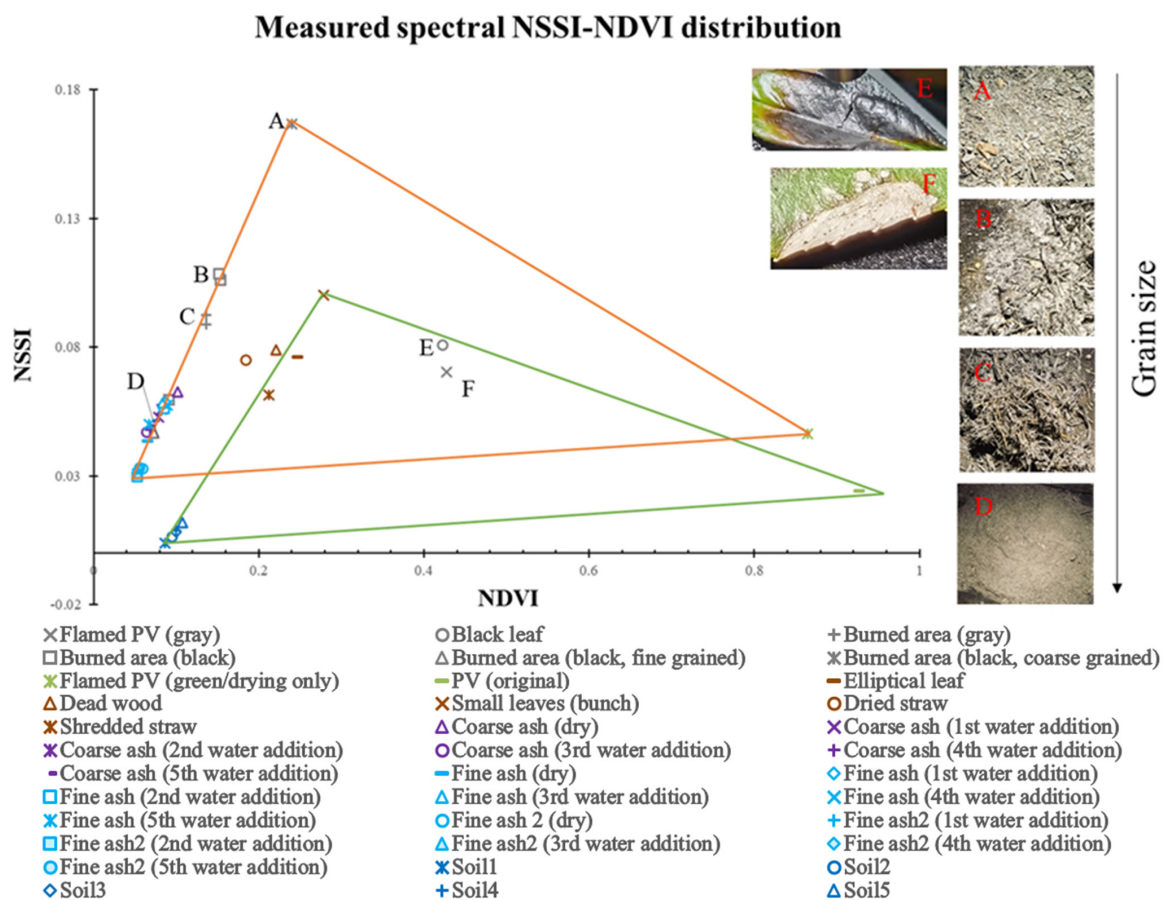 Measured spectral NSSI-NDVI distribution
0.18
0.13
0.08
0.03
-0.02
NSSI
0
0.2
0.4
0.6
0.8
1
NDVI
A
B
C
D
E
F
E
F
A
B
C
D
Grain size
Flamed PV (gray) Black leaf Burned area (gray)
Burned area (black) Burned area (black, fine grained) Burned area (black, coarse grained)
Flamed PV (green/drying only) PV (original) Elliptical leaf
Dead wood Small leaves (bunch) Dried straw
Shredded straw Coarse ash (dry) Coarse ash (1st water addition)
Coarse ash (2nd water addition) Coarse ash (3rd water addition) Coarse ash (4th water addition)
Coarse ash (5th water addition) Fine ash (dry) Fine ash (1st water addition)
Fine ash (2nd water addition) Fine ash (3rd water addition) Fine ash (4th water addition)
Fine ash (5th water addition) Fine ash 2 (dry) Fine ash2 (1st water addition)
Fine ash2 (2nd water addition) Fine ash2 (3rd water addition) Fine ash2 (4th water addition)
Fine ash2 (5th water addition) Soil1 Soil2
Soil3 Soil4 Soil5